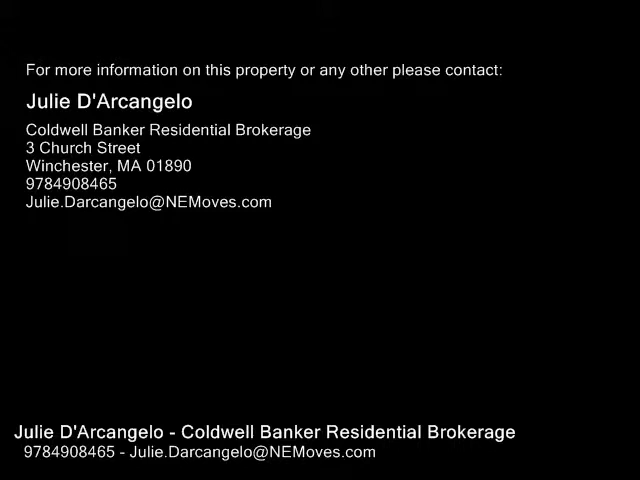 For more information on this property or any other please contact:
Julie D'Arcangelo
Coldwell Banker Residential Brokerage
3 Church Street
Winchester, MA 01890
9784908465
Julie.Darcangelo@NEMoves.com
Julie D'Arcangelo - Coldwell Banker Residential Brokerage
9784908465 - Julie.Darcangelo@NEMoves.com